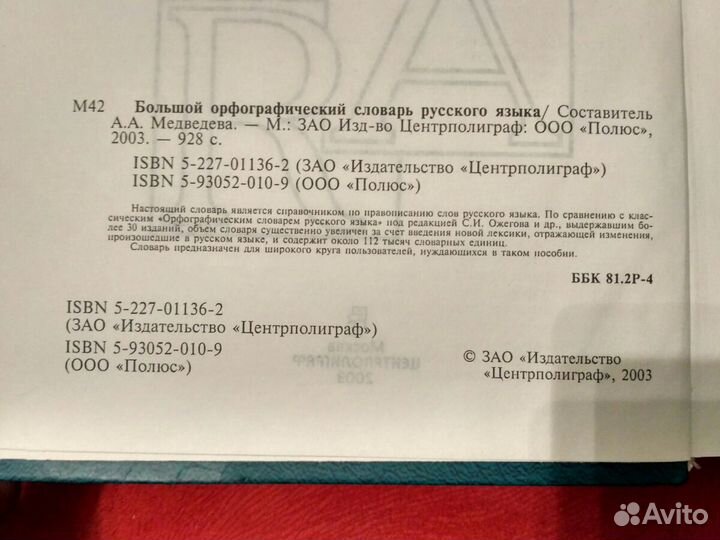 М42 Большой орфографический словарь русского языка/ Составитель
А.А. Медведева. — М.: ЗАО Изд-во Центрполиграф: ООО «Полюс»,
2003. — 928 с.
ISBN 5-227-01136-2 (ЗАО «Издательство «Центрполиграф»)
ISBN 5-93052-010-9 (ООО «Полюс»)
Настоящий словарь является справочником по правописанию слов русского языка. По сравнению с клас-
сическим «Орфографическим словарем русского языка» под редакцией С.И. Ожегова и др., выдержавшим бо-
лее 30 изданий, объем словаря существенно увеличен за счет введения новой лексики, отражающей изменения,
произошедшие в русском языке, и содержит около 112 тысяч словарных единиц.
Словарь предназначен для широкого круга пользователей, нуждающихся в таком пособии.
ББК 81.2Р-4
ISBN 5-227-01136-2
(ЗАО «Издательство «Центрполиграф»)
ISBN 5-93052-010-9
(ООО «Полюс»)
© ЗАО «Издательство
«Центрполиграф», 2003
Москва
ЦЕНТРПОЛИГРАФ
2003
Avito